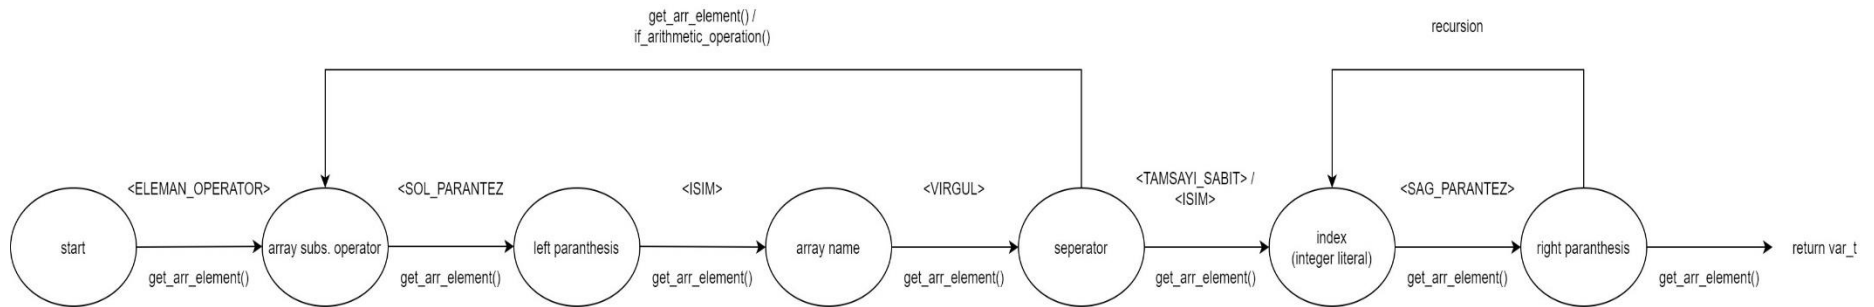 get_arr_element() /
if_arithmetic_operation()
recursion
<ELEMAN_OPERATOR>
<SOL_PARANTEZ
<ISIM>
<VIRGUL>
<TAMSAYI_SABIT> /
<ISIM>
<SAG_PARANTEZ>
start
array subs. operator
left paranthesis
array name
seperator
index
(integer literal)
right paranthesis
return var_t
get_arr_element()
get_arr_element()
get_arr_element()
get_arr_element()
get_arr_element()
get_arr_element()
get_arr_element()